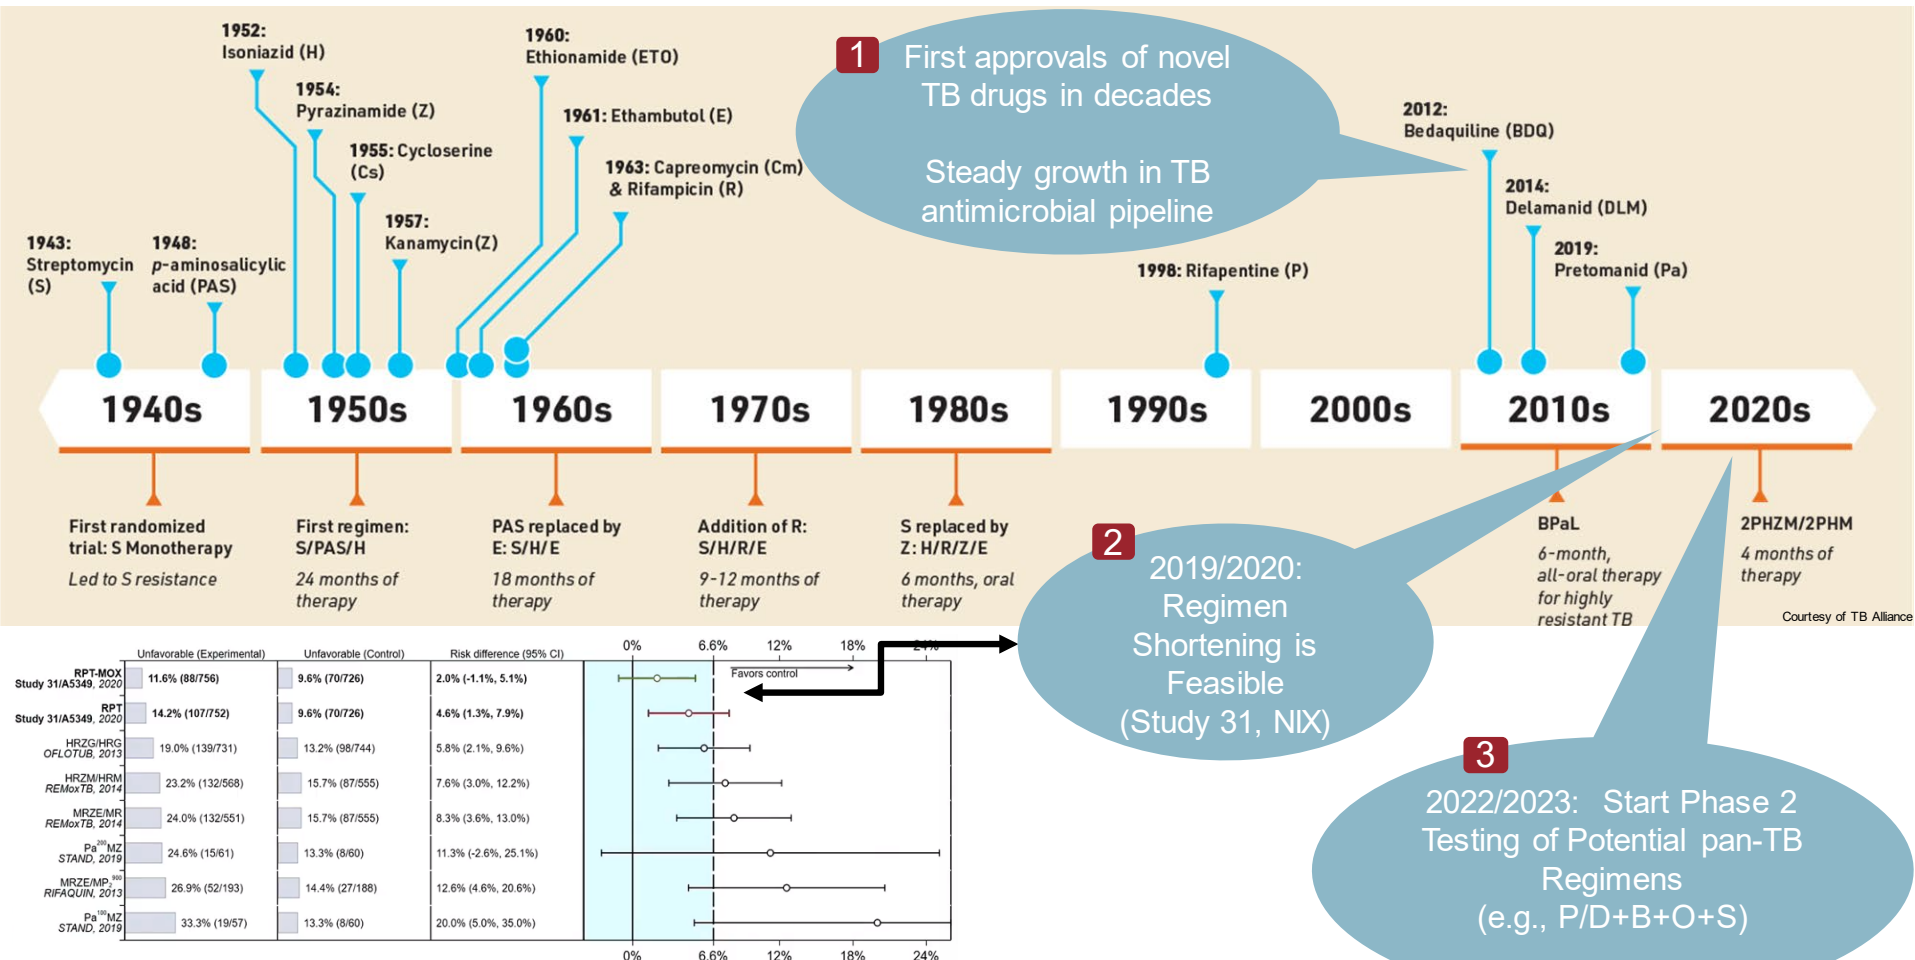 1952:
Isoniazid (H)
1954:
Pyrazinamide (Z)
1955: Cycloserine
(Cs)
1957:
Kanamycin(Z)
1943:
Streptomycin
(S)
1948:
p-aminosalicylic
acid (PAS)
1960:
Ethionamide (ETO)
1961: Ethambutol (E)
1963: Capreomycin (Cm)
& Rifampicin (R)
1
First approvals of novel
TB drugs in decades
Steady growth in TB
antimicrobial pipeline
1998: Rifapentine (P)
2012:
Bedaquiline (BDQ)
2014:
Delamanid (DLM)
2019:
Pretomanid (Pa)
1940s
1950s
1960s
1970s
1980s
1990s
2000s
2010s
2020s
First randomized
trial: S Monotherapy
Led to S resistance
First regimen:
S/PAS/H
24 months of
therapy
PAS replaced by
E: S/H/E
18 months of
therapy
Addition of R:
S/H/R/E
9-12 months of
therapy
S replaced by
Z: H/R/Z/E
6 months, oral
therapy
BPaL
6-month,
all-oral therapy
for highly
resistant TB
2PHZM/2PHM
4 months of
therapy
Courtesy of TB Alliance
2
2019/2020:
Regimen
Shortening is
Feasible
(Study 31, NIX)
3
2022/2023: Start Phase 2
Testing of Potential pan-TB
Regimens
(e.g., P/D+B+O+S)
Unfavorable (Experimental) Unfavorable (Control) Risk difference (95% CI)
0% 6.6% 12% 18% 24%
Favors control
RPT-MOX
Study 31/A5349, 2020
11.6% (88/756) 9.6% (70/726) 2.0% (-1.1%, 5.1%)
RPT
Study 31/A5349, 2020
14.2% (107/752) 9.6% (70/726) 4.6% (1.3%, 7.9%)
HRZG/HRG
OFLOTUB, 2013
19.0% (139/731) 13.2% (98/744) 5.8% (2.1%, 9.6%)
HRZM/HRM
REMoxTB, 2014
23.2% (132/568) 15.7% (87/555) 7.6% (3.0%, 12.2%)
MRZE/MR
REMoxTB, 2014
24.0% (132/551) 15.7% (87/555) 8.3% (3.6%, 13.0%)
Pa200MZ
STAND, 2019
24.6% (15/61) 13.3% (8/60) 11.3% (-2.6%, 25.1%)
MRZE/MP2900
RIFAQUIN, 2013
26.9% (52/193) 14.4% (27/188) 12.6% (4.6%, 20.6%)
Pa100MZ
STAND, 2019
33.3% (19/57) 13.3% (8/60) 20.0% (5.0%, 35.0%)
0% 6.6% 12% 18% 24%